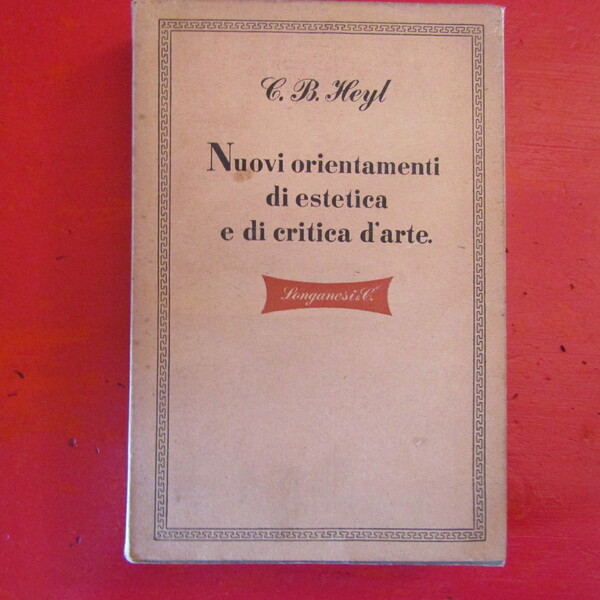 C. B. Heyl
Nuovi orientamenti
di estetica
e di critica d'arte.
Longanesi & C.